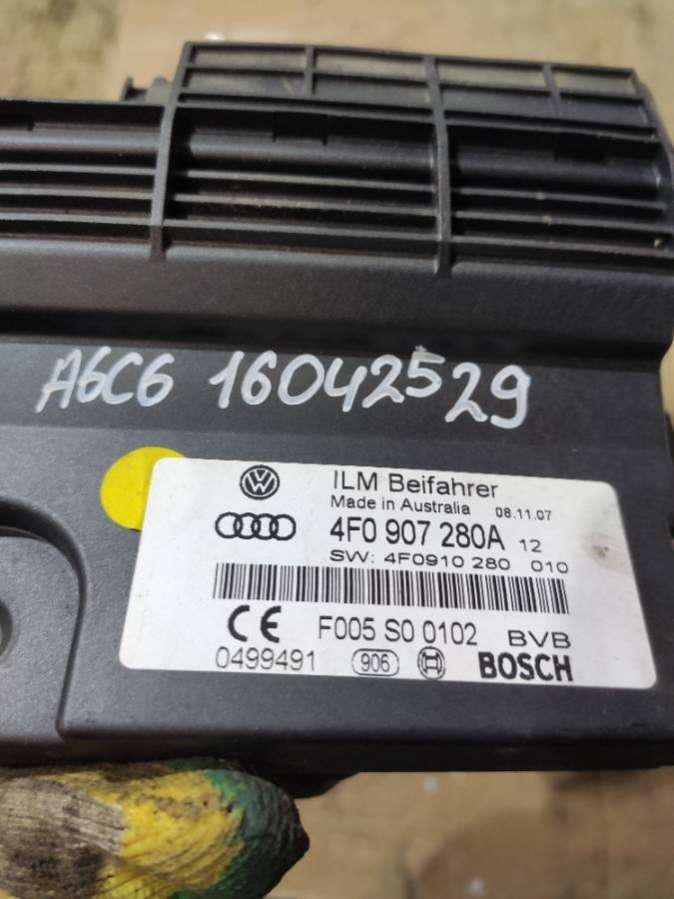 A6C6 16042529
ILM Beifahrer
Made in Australia 08.11.07
4F0 907 280A 12
SW: 4F0910 280 010
CE F005 S0 0102 BVB
0499491 906 BOSCH